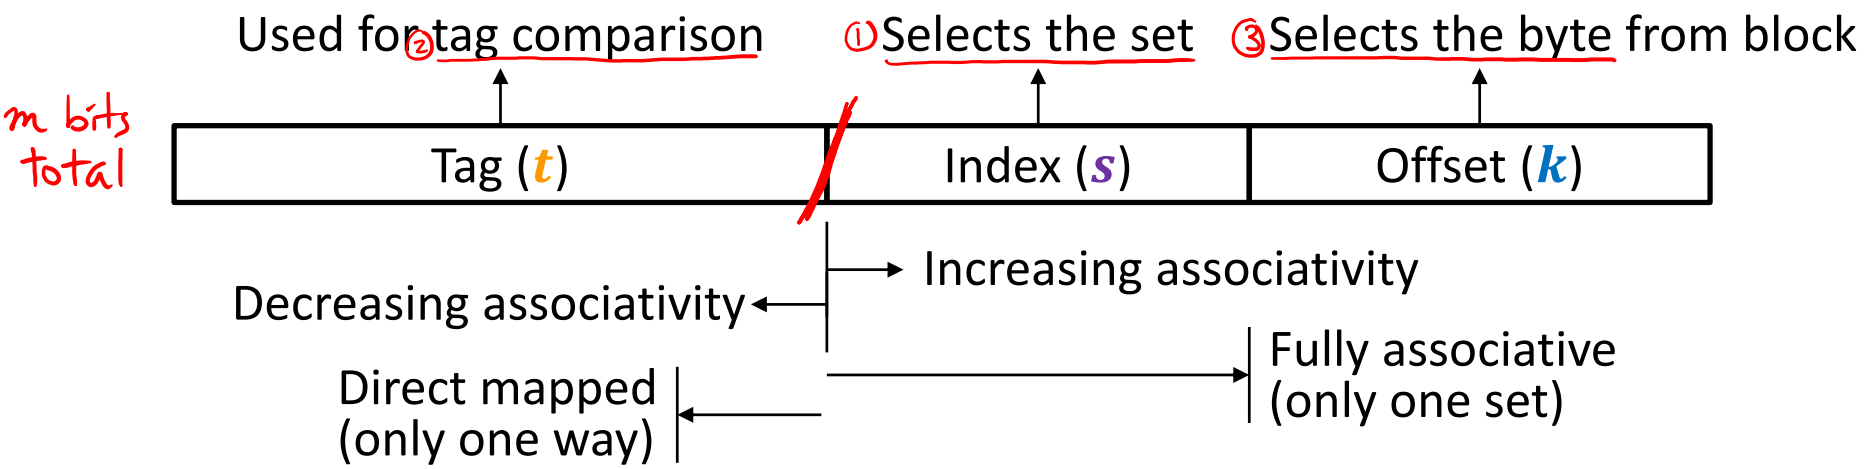 Used for ② tag comparison
① Selects the set
③ Selects the byte from block
m bits
total
Tag (t)
Index (s)
Offset (k)
Increasing associativity
Decreasing associativity
Fully associative
(only one set)
Direct mapped
(only one way)